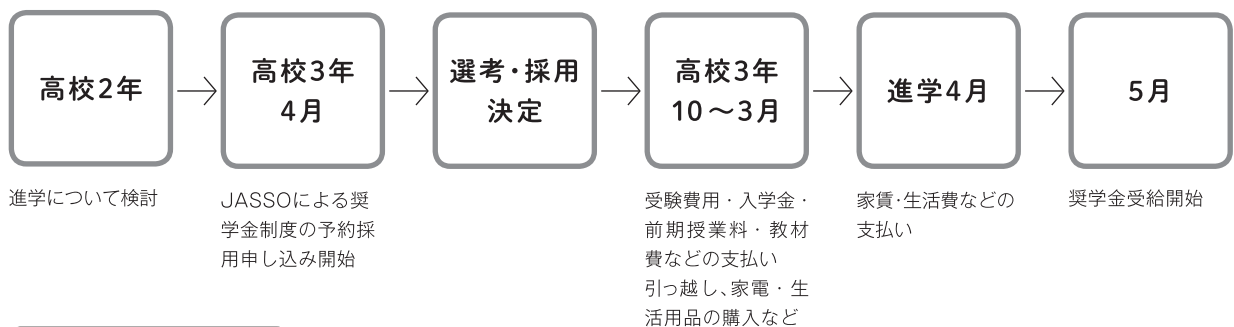 高校2年
高校3年
4月
選考・採用
決定
高校3年
10～3月
進学4月
5月
進学について検討
JASSOによる奨
学金制度の予約採
用申し込み開始
受験費用・入学金・
前期授業料・教材
費などの支払い
引っ越し、家電・生
活用品の購入など
家賃・生活費などの
支払い
奨学金受給開始